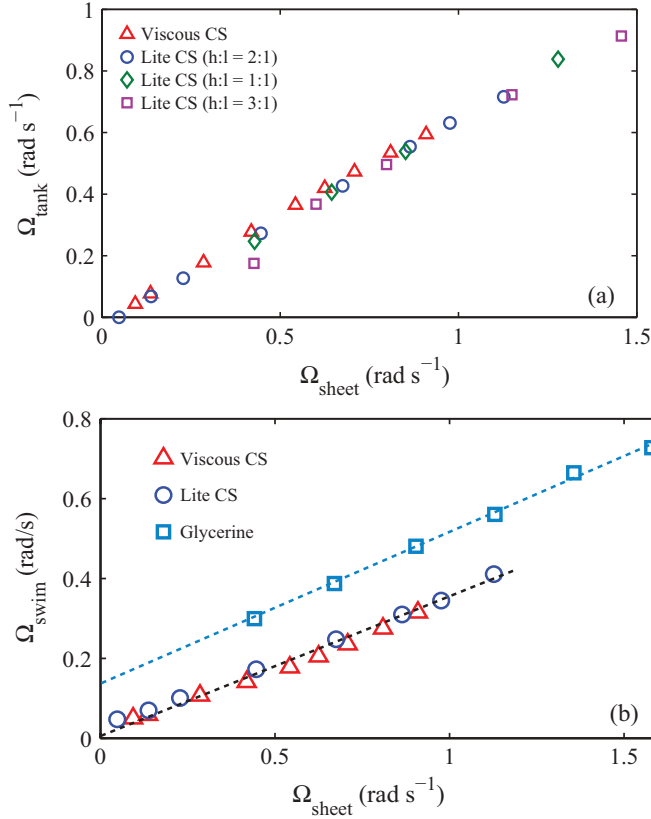 1
0.8
0.6
0.4
0.2
0
Ω_tank (rad s⁻¹)
Viscous CS
Lite CS (h:l = 2:1)
Lite CS (h:l = 1:1)
Lite CS (h:l = 3:1)
(a)
0 0.5 1 1.5
Ω_sheet (rad s⁻¹)
0.8
0.6
0.4
0.2
0
Ω_swim (rad/s)
Viscous CS
Lite CS
Glycerine
(b)
0 0.5 1 1.5
Ω_sheet (rad s⁻¹)